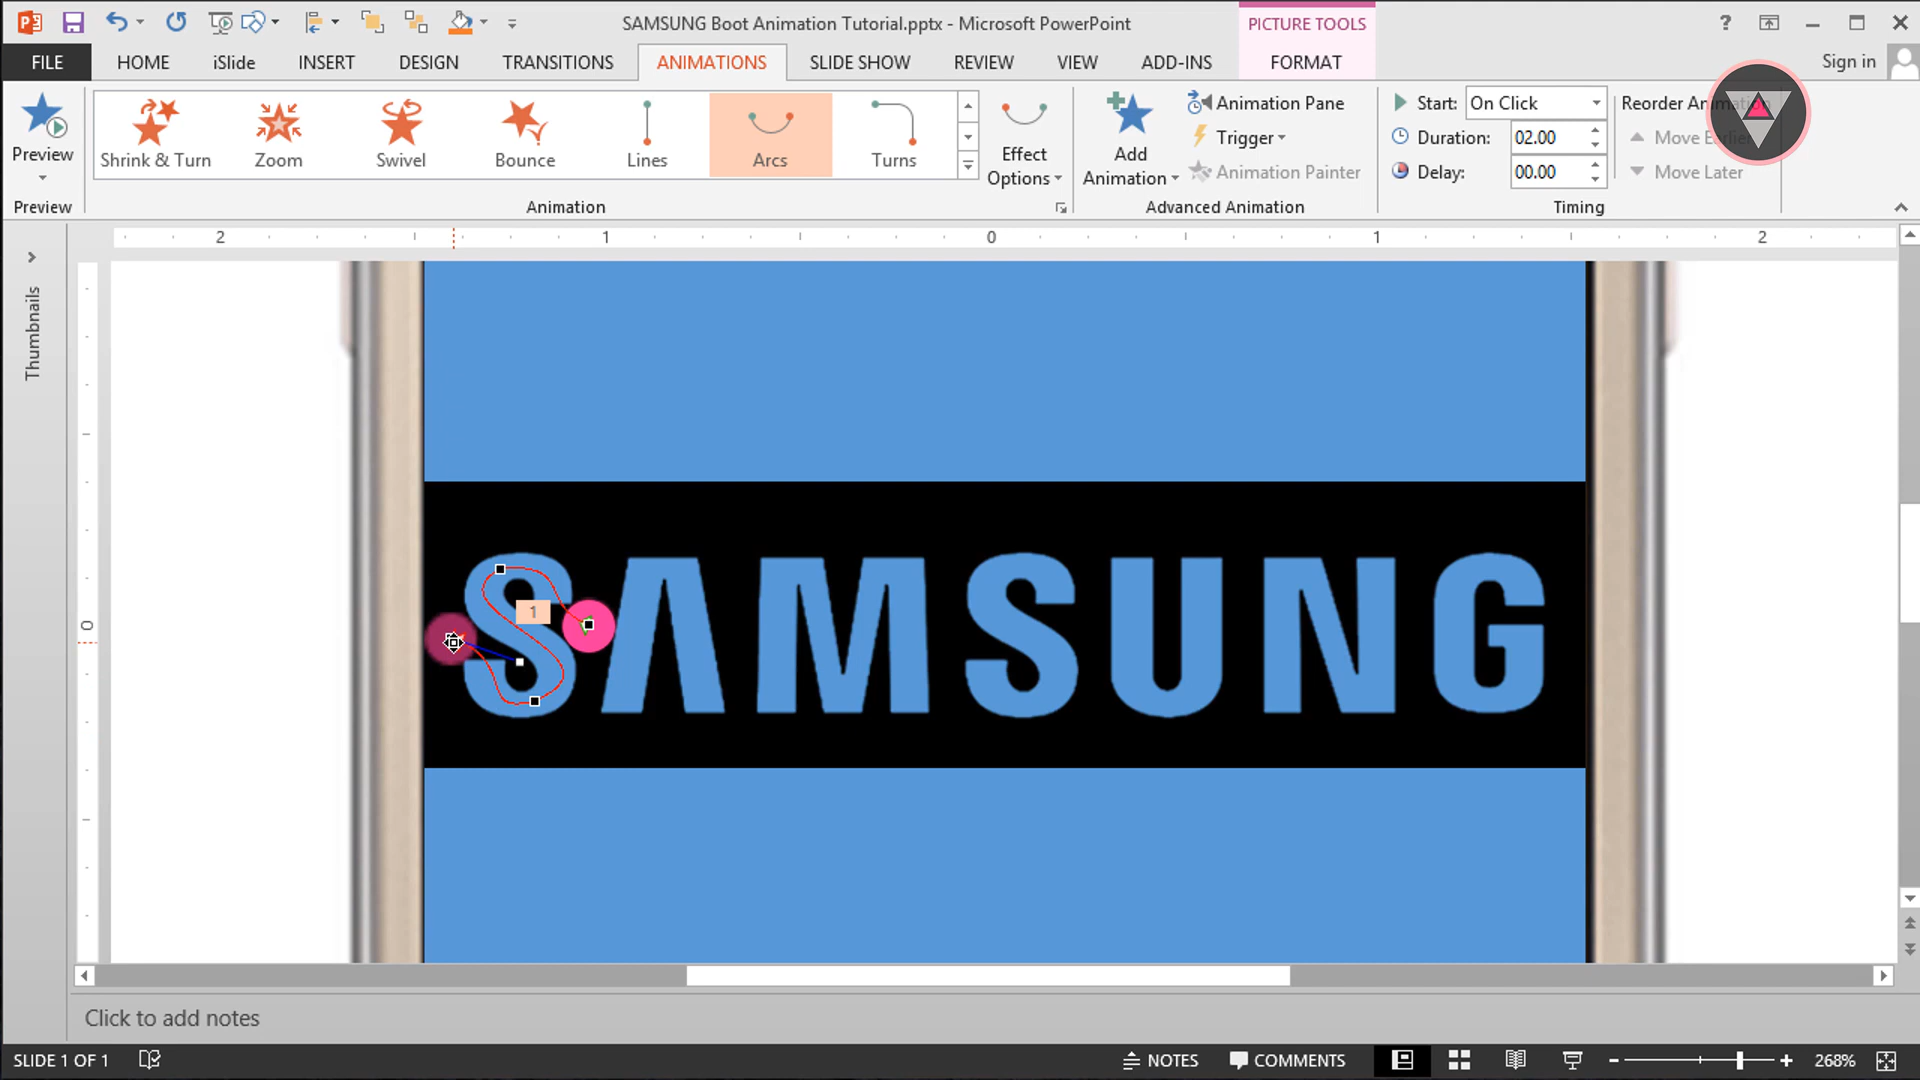 SAMSUNG Boot Animation Tutorial.pptx - Microsoft PowerPoint
PICTURE TOOLS
?
FILE HOME iSlide INSERT DESIGN TRANSITIONS ANIMATIONS SLIDE SHOW REVIEW VIEW ADD-INS FORMAT Sign in
Preview
Shrink & Turn Zoom Swivel Bounce Lines Arcs Turns
Effect Options
Add Animation
Animation Pane
Trigger
Animation Painter
Start: On Click
Duration: 02.00
Delay: 00.00
Reorder Animation
Move Earlier
Move Later
Preview Animation Advanced Animation Timing
2 1 0 1 2
Thumbnails
0
1
SAMSUNG
Click to add notes
SLIDE 1 OF 1 NOTES COMMENTS 268%